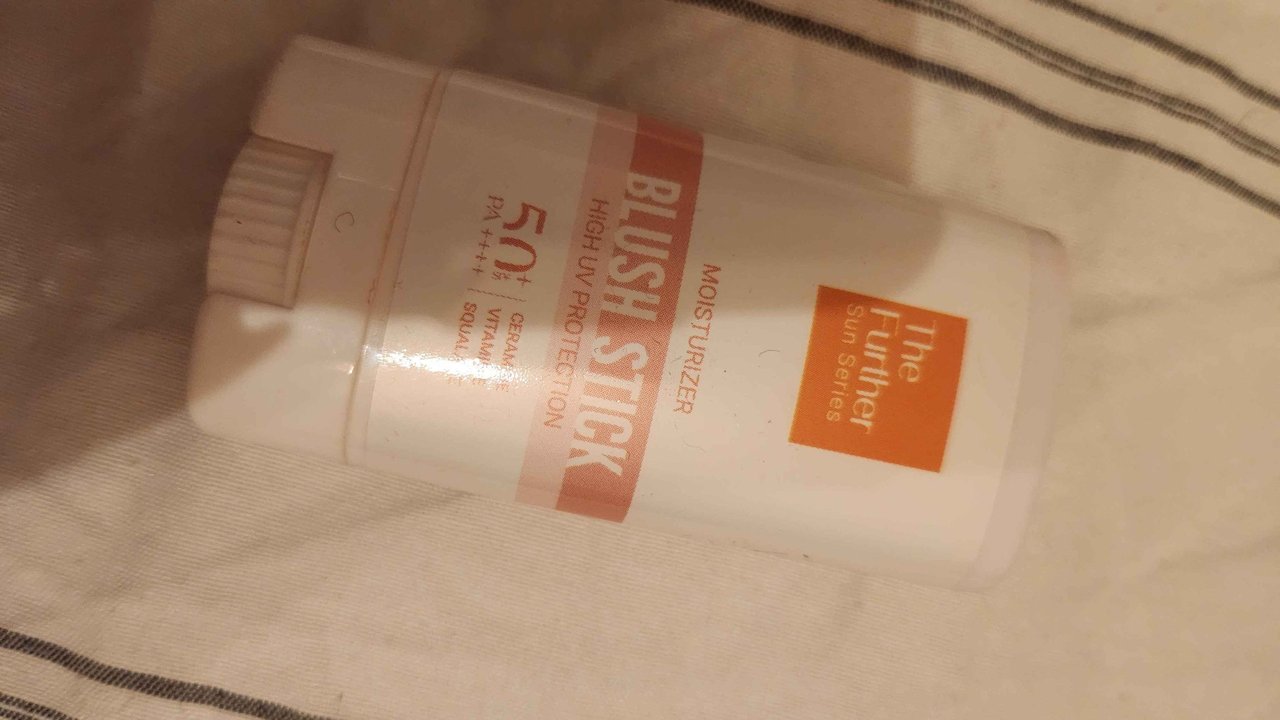 The
Further
Sun Series
MOISTURIZER
BLUSH STICK
HIGH UV PROTECTION
50+
PA ++++
CERAMIDE
VITAMIN E